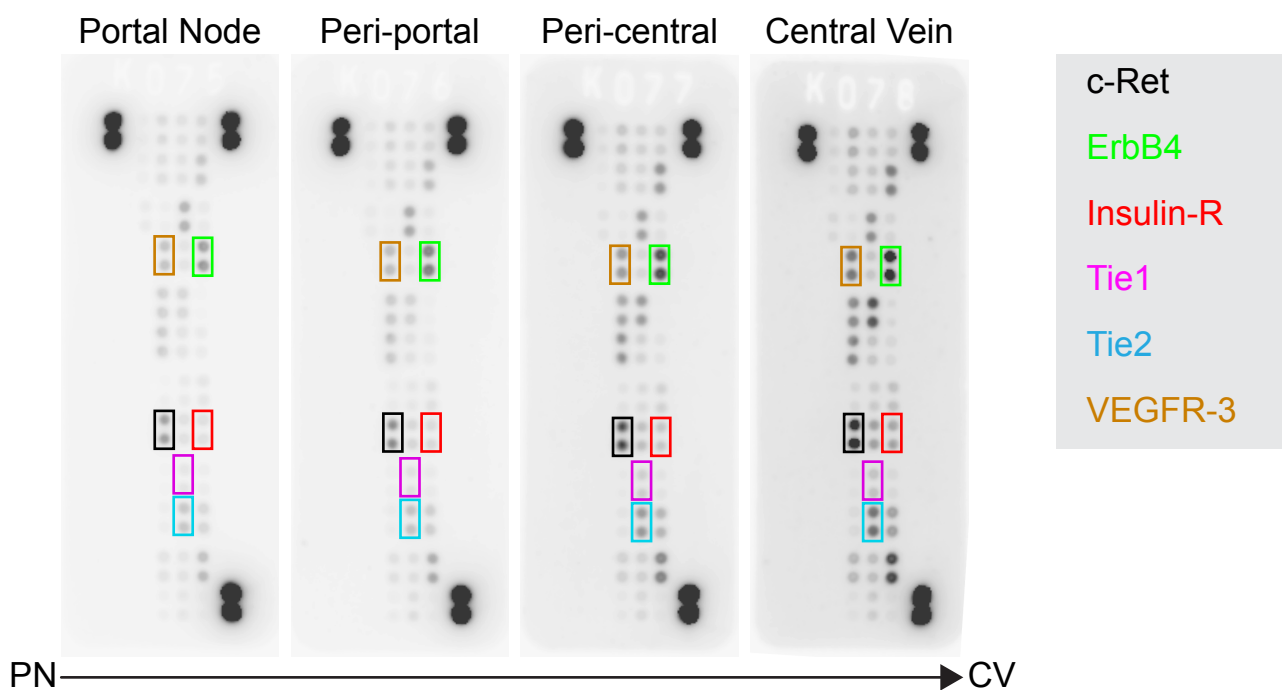 Portal Node Peri-portal Peri-central Central Vein
K075 K076 K077 K078
c-Ret
ErbB4
Insulin-R
Tie1
Tie2
VEGFR-3
PN CV